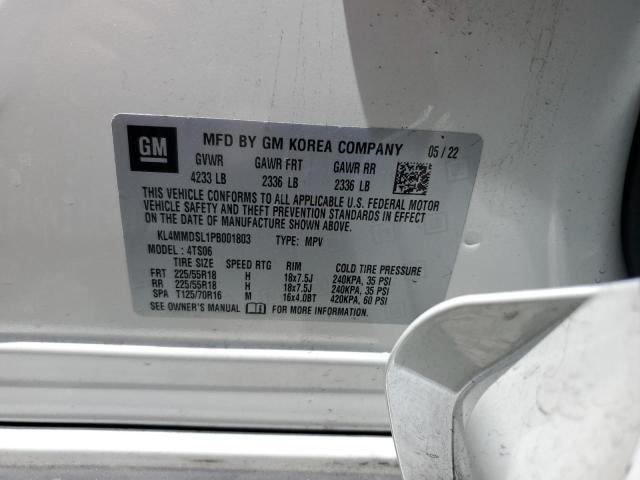 GM MFD BY GM KOREA COMPANY 05 / 22
GVWR GAWR FRT GAWR RR
4233 LB 2336 LB 2336 LB
THIS VEHICLE CONFORMS TO ALL APPLICABLE U.S. FEDERAL MOTOR
VEHICLE SAFETY AND THEFT PREVENTION STANDARDS IN EFFECT
ON THE DATE OF MANUFACTURE SHOWN ABOVE.
KL4MMDSL1PB001803 TYPE: MPV
MODEL : 4TS06
TIRE SIZE SPEED RTG RIM COLD TIRE PRESSURE
FRT 225/55R18 H 18x7.5J 240KPA, 35 PSI
RR 225/55R18 H 18x7.5J 240KPA, 35 PSI
SPA T125/70R16 M 16x4.0BT 420KPA, 60 PSI
SEE OWNER'S MANUAL FOR MORE INFORMATION.